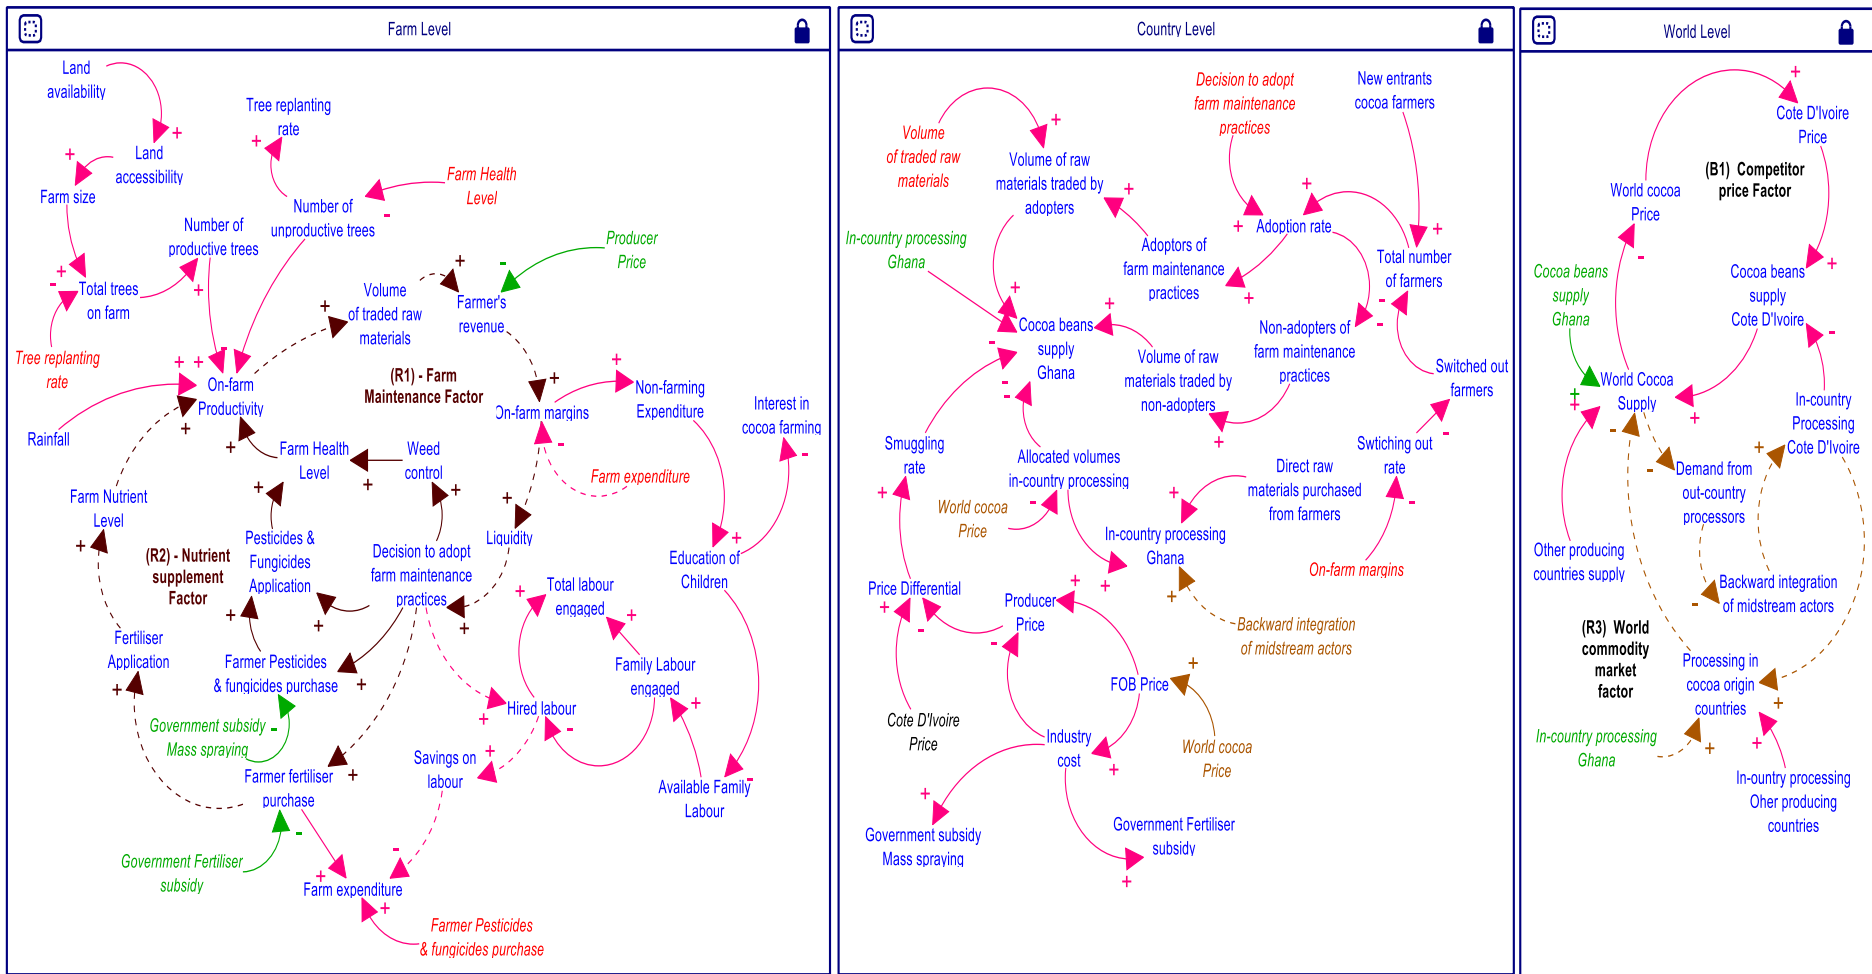 Farm Level
Land
availability
Tree replanting
rate
+
+
Land
accessibility
+
Farm size
Farm Health
Level
-
Number of
unproductive trees
Number of
productive trees
Producer
Price
-
+
+
-
Total trees
on farm
+
Volume
of traded raw
materials
+
Farmer's
revenue
Tree replanting
rate
+
+
-
On-farm
Productivity
+
(R1) - Farm
Maintenance Factor
+
On-farm margins
+
Non-farming
Expenditure
Interest in
cocoa farming
-
Rainfall
+
Farm Health
Level
+
Weed
control
+
-
Farm expenditure
Farm Nutrient
Level
+
+
Pesticides &
Fungicides
Application
+
Liquidity
+
(R2) - Nutrient
supplement
Factor
Decision to adopt
farm maintenance
practices
+
Education of
Children
+
Total labour
engaged
+
+
+
+
Fertiliser
Application
+
Farmer Pesticides
& fungicides purchase
+
Family Labour
engaged
+
Hired labour
+
-
Government subsidy
Mass spraying
-
Savings on
labour
+
Farmer fertiliser
purchase
+
Available Family
Labour
-
-
Government Fertiliser
subsidy
-
+
Farm expenditure
+
Farmer Pesticides
& fungicides purchase
Country Level
Volume
of traded raw
materials
+
Volume of raw
materials traded by
adopters
+
Decision to adopt
farm maintenance
practices
New entrants
cocoa farmers
+
+
Adoption rate
+
Total number
of farmers
-
In-country processing
Ghana
Adoptors of
farm maintenance
practices
+
+
Cocoa beans
supply
Ghana
+
-
-
-
Non-adopters of
farm maintenance
practices
-
Volume of raw
materials traded by
non-adopters
+
Switched out
farmers
-
Smuggling
rate
+
Allocated volumes
in-country processing
-
World cocoa
Price
Direct raw
materials purchased
from farmers
+
Swtiching out
rate
-
In-country processing
Ghana
+
+
On-farm margins
Price Differential
+
-
Producer
Price
+
-
Backward integration
of midstream actors
FOB Price
+
Cote D'Ivoire
Price
Industry
cost
+
World cocoa
Price
+
Government subsidy
Mass spraying
Government Fertiliser
subsidy
+
World Level
+
Cote D'Ivoire
Price
(B1) Competitor
price Factor
World cocoa
Price
-
Cocoa beans
supply
Ghana
Cocoa beans
supply
Cote D'Ivoire
+
-
World Cocoa
Supply
+
+
+
-
In-country
Processing
Cote D'Ivoire
+
-
Demand from
out-country
processors
Other producing
countries supply
Backward integration
of midstream actors
-
(R3) World
commodity
market
factor
Processing in
cocoa origin
countries
+
In-country processing
Ghana
+
+
In-ountry processing
Oher producing
countries